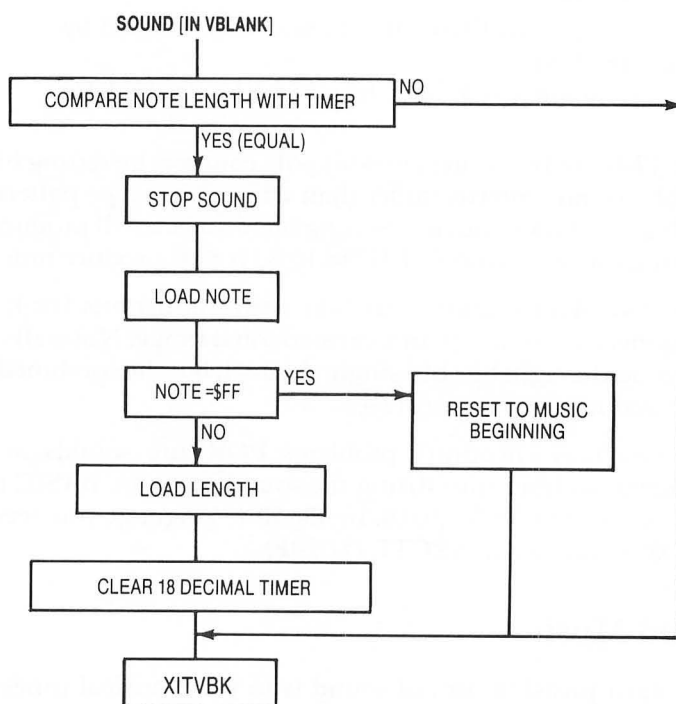 SOUND [IN VBLANK]
COMPARE NOTE LENGTH WITH TIMER
NO
YES (EQUAL)
STOP SOUND
LOAD NOTE
NOTE =$FF
YES
RESET TO MUSIC
BEGINNING
NO
LOAD LENGTH
CLEAR 18 DECIMAL TIMER
XITVBK